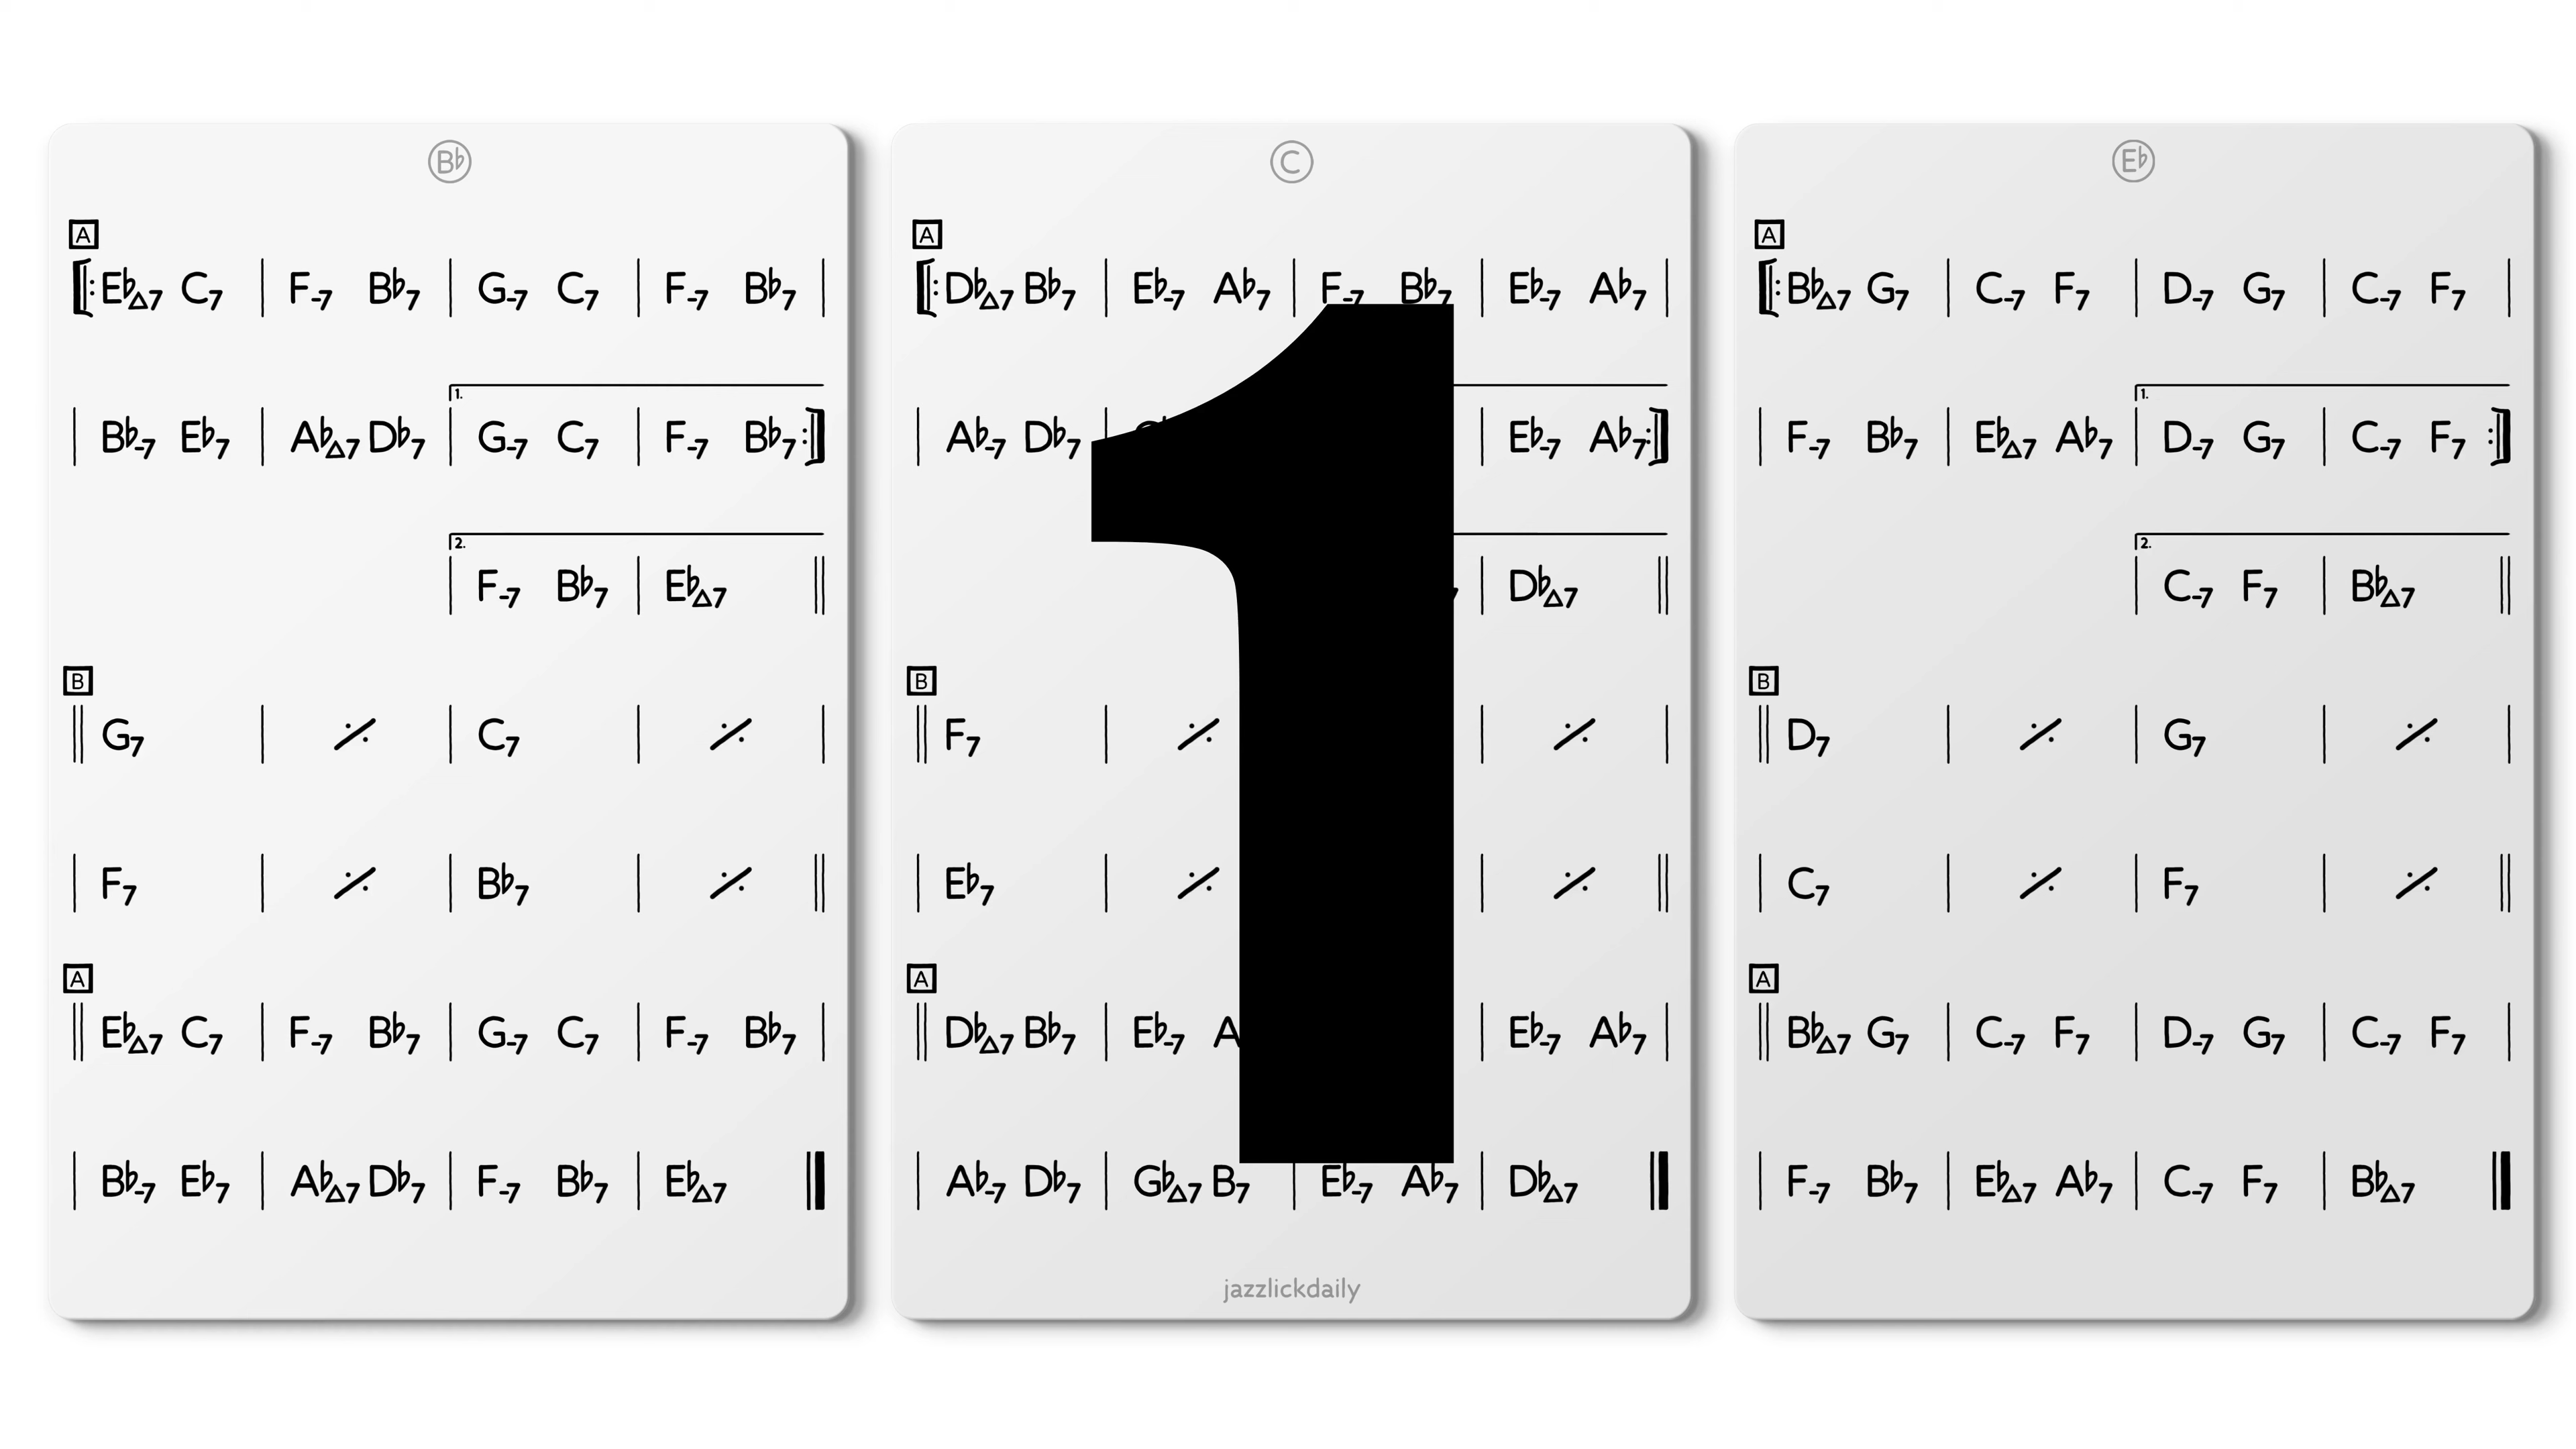 B♭
A
E♭△7 C7 F-7 B♭7 G-7 C7 F-7 B♭7
1.
B♭-7 E♭7 A♭△7 D♭7 G-7 C7 F-7 B♭7
2.
F-7 B♭7 E♭△7
B
G7 C7
F7 B♭7
A
E♭△7 C7 F-7 B♭7 G-7 C7 F-7 B♭7
B♭-7 E♭7 A♭△7 D♭7 F-7 B♭7 E♭△7
C
A
D♭△7 B♭7 E♭-7 A♭7 F-7 B♭7 E♭-7 A♭7
A♭-7 D♭7 E♭-7 A♭7
D♭△7
B
F7
E♭7
A
D♭△7 B♭7 E♭-7 E♭-7 A♭7
A♭-7 D♭7 G♭△7 B7 E♭-7 A♭7 D♭△7
1
jazzlickdaily
E♭
A
B♭△7 G7 C-7 F7 D-7 G7 C-7 F7
1.
F-7 B♭7 E♭△7 A♭7 D-7 G7 C-7 F7
2.
C-7 F7 B♭△7
B
D7 G7
C7 F7
A
B♭△7 G7 C-7 F7 D-7 G7 C-7 F7
F-7 B♭7 E♭△7 A♭7 C-7 F7 B♭△7